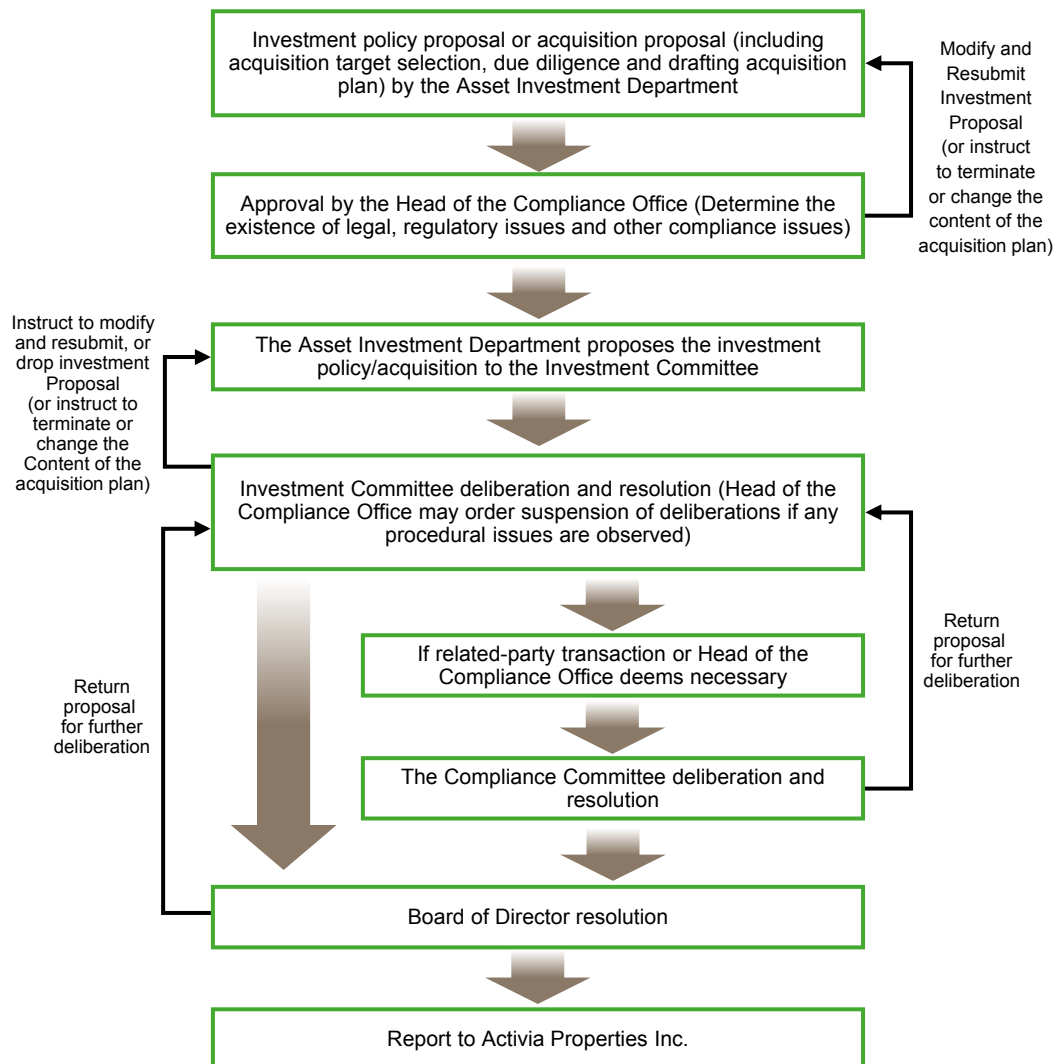 Investment policy proposal or acquisition proposal (including
acquisition target selection, due diligence and drafting acquisition
plan) by the Asset Investment Department
Modify and
Resubmit
Investment
Proposal
(or instruct
to terminate
or change the
content of the
acquisition plan)
Approval by the Head of the Compliance Office (Determine the
existence of legal, regulatory issues and other compliance issues)
Instruct to modify
and resubmit, or
drop investment
Proposal
(or instruct to
terminate or
change the
Content of the
acquisition plan)
The Asset Investment Department proposes the investment
policy/acquisition to the Investment Committee
Investment Committee deliberation and resolution (Head of the
Compliance Office may order suspension of deliberations if any
procedural issues are observed)
Return
proposal
for further
deliberation
If related-party transaction or Head of the
Compliance Office deems necessary
Return
proposal
for further
deliberation
The Compliance Committee deliberation and
resolution
Board of Director resolution
Report to Activia Properties Inc.